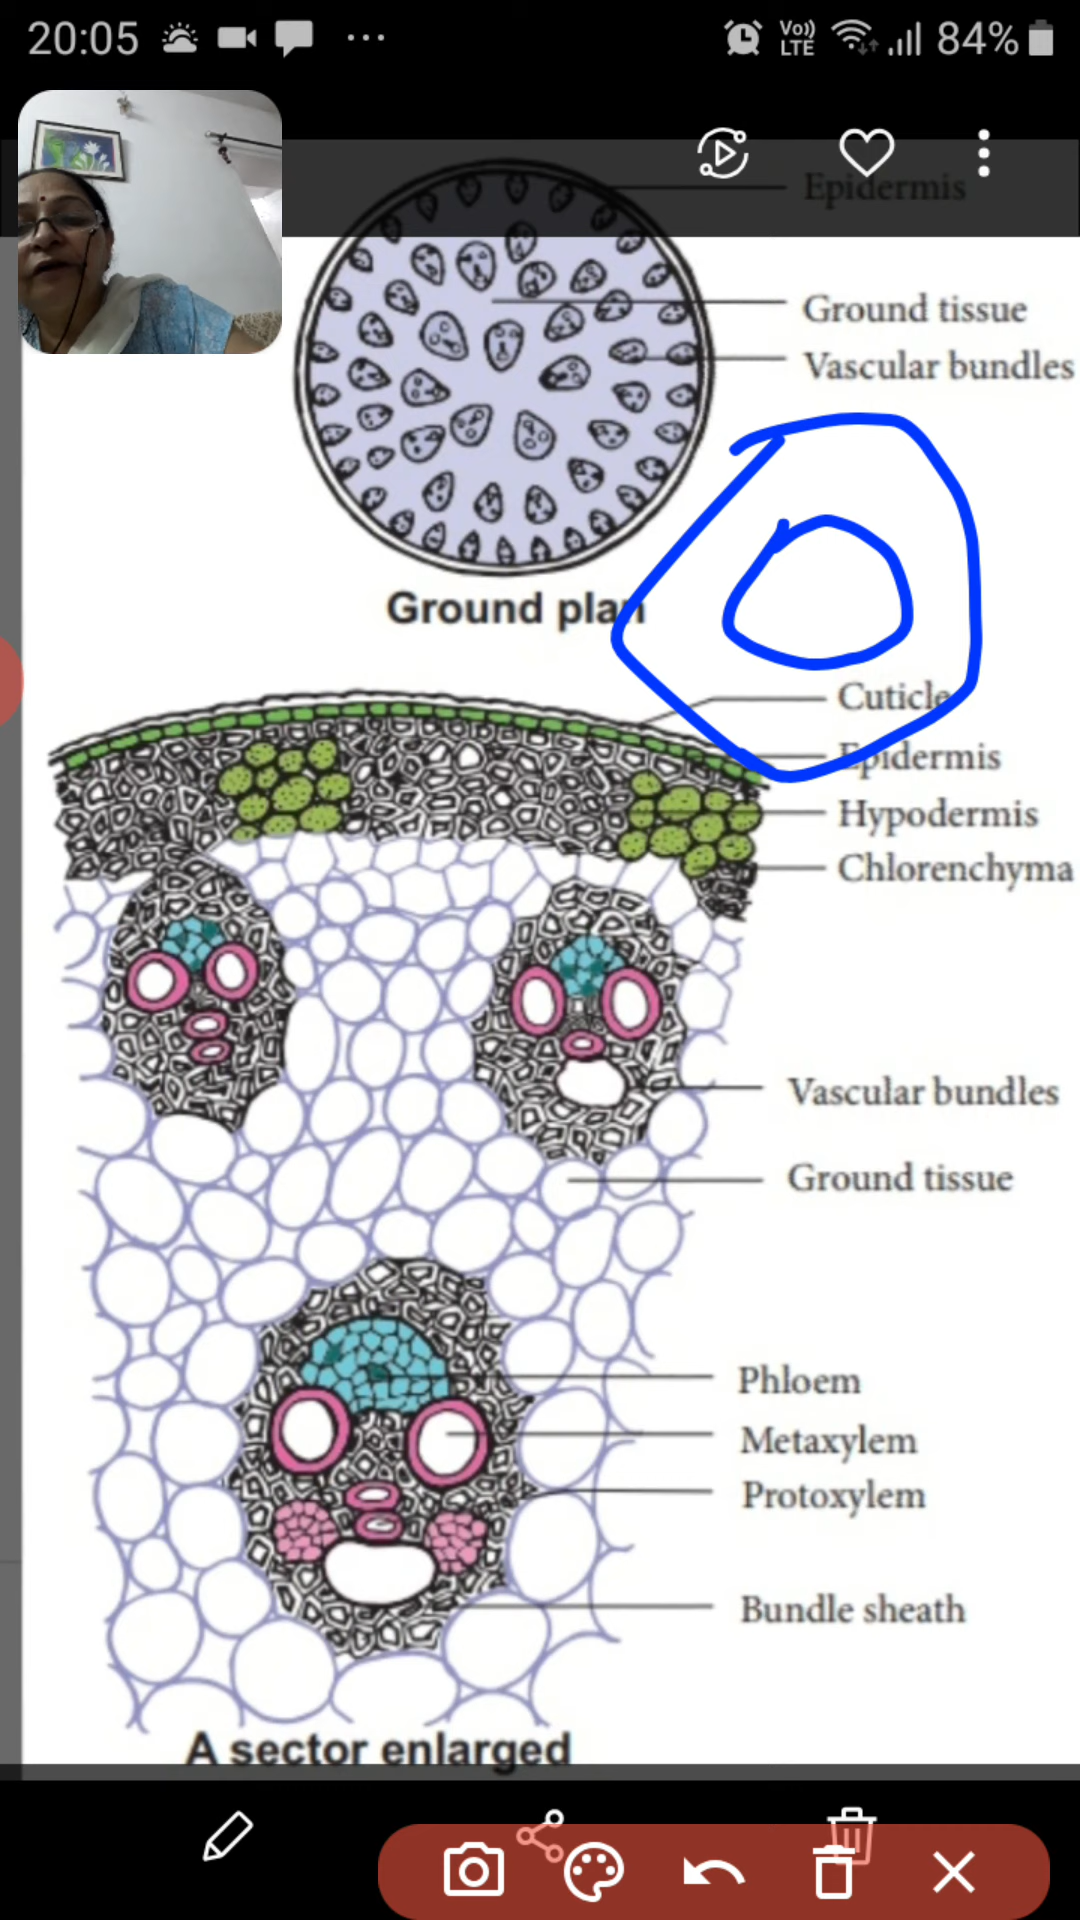 20:05
Vo)) LTE
84%
Epidermis
Ground tissue
Vascular bundles
Ground plan
Cuticle
Epidermis
Hypodermis
Chlorenchyma
Vascular bundles
Ground tissue
Phloem
Metaxylem
Protoxylem
Bundle sheath
A sector enlarged